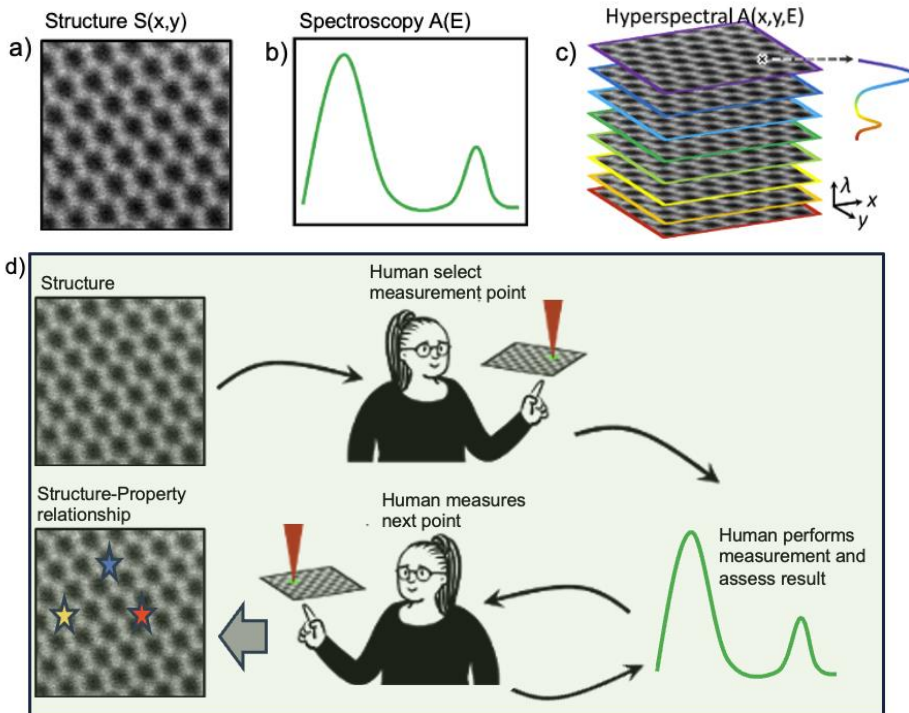 Structure S(x,y)
Spectroscopy A(E)
Hyperspectral A(x,y,E)
a)
b)
c)
λ
x
y
d)
Structure
Human select
measurement point
Structure-Property
relationship
Human measures
next point
Human performs
measurement and
assess result